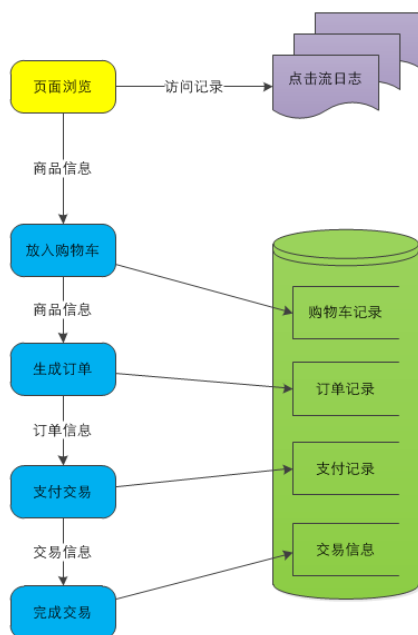 页面浏览
访问记录
点击流日志
商品信息
放入购物车
购物车记录
商品信息
生成订单
订单记录
订单信息
支付交易
支付记录
交易信息
交易信息
完成交易